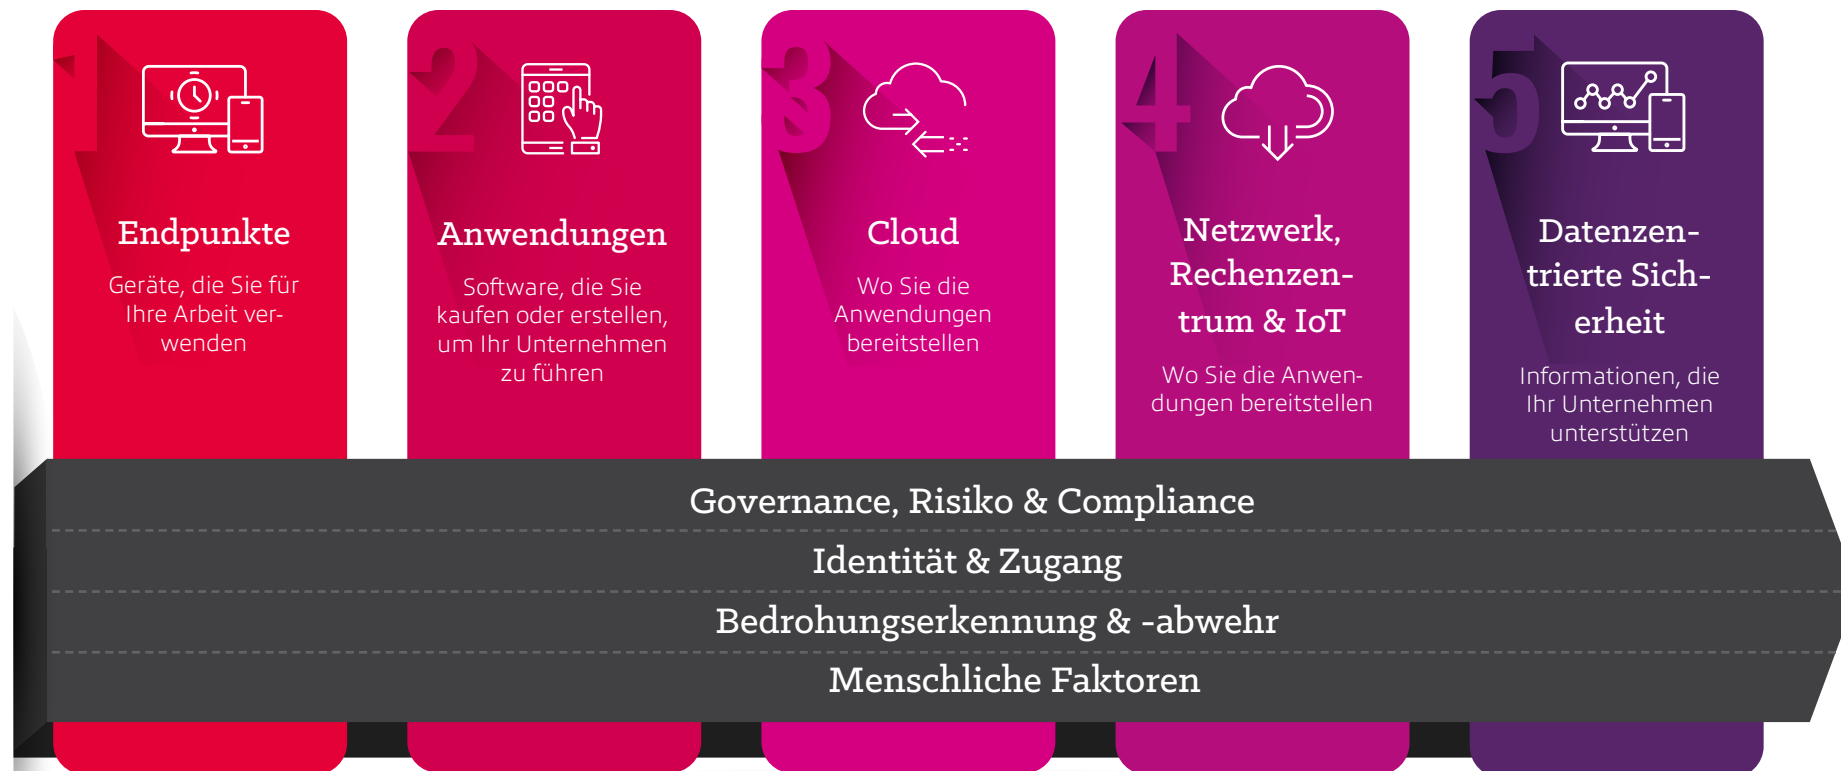 1
Endpunkte
Geräte, die Sie für
Ihre Arbeit ver-
wenden
2
Anwendungen
Software, die Sie
kaufen oder erstellen,
um Ihr Unternehmen
zu führen
3
Cloud
Wo Sie die
Anwendungen
bereitstellen
4
Netzwerk,
Rechenzen-
trum & IoT
Wo Sie die Anwen-
dungen bereitstellen
5
Datenzen-
trierte Sich-
erheit
Informationen, die
Ihr Unternehmen
unterstützen
Governance, Risiko & Compliance
Identität & Zugang
Bedrohungserkennung & -abwehr
Menschliche Faktoren